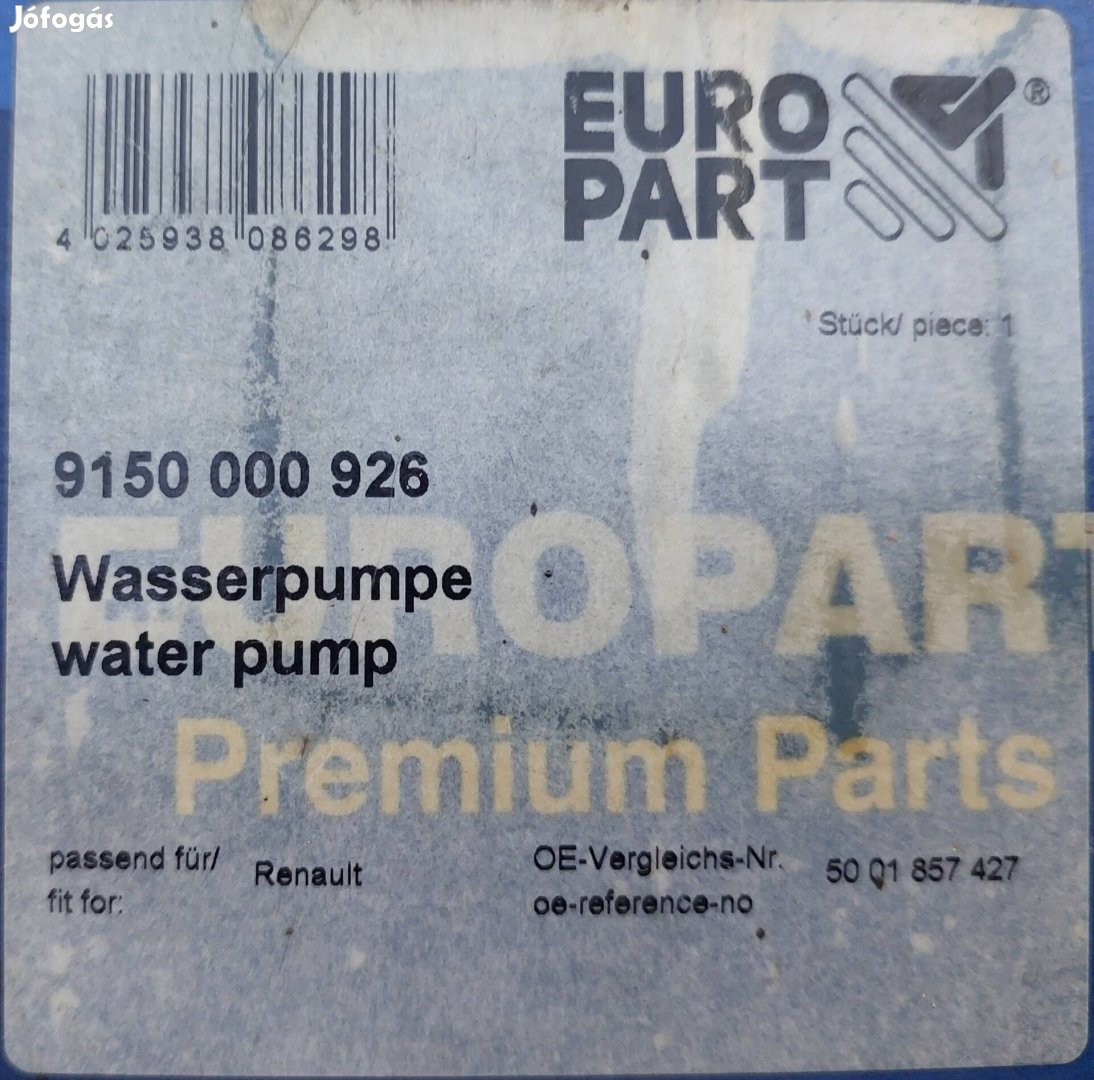 Jófogás
4 025938 086298
EURO
PART
®
Stück/ piece: 1
9150 000 926
EUROPART
Wasserpumpe
water pump
Premium Parts
passend für/
fit for:
Renault
OE-Vergleichs-Nr.
oe-reference-no
50 01 857 427